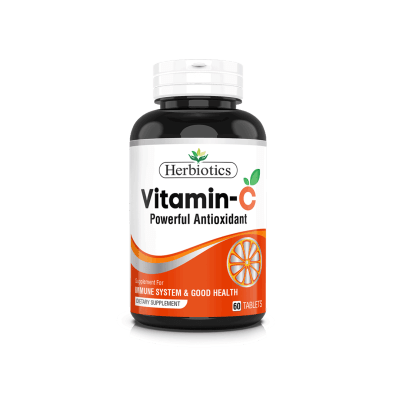 Herbiotics
Vitamin-C
Powerful Antioxidant
Supplement For
IMMUNE SYSTEM & GOOD HEALTH
DIETARY SUPPLEMENT
60 TABLETS